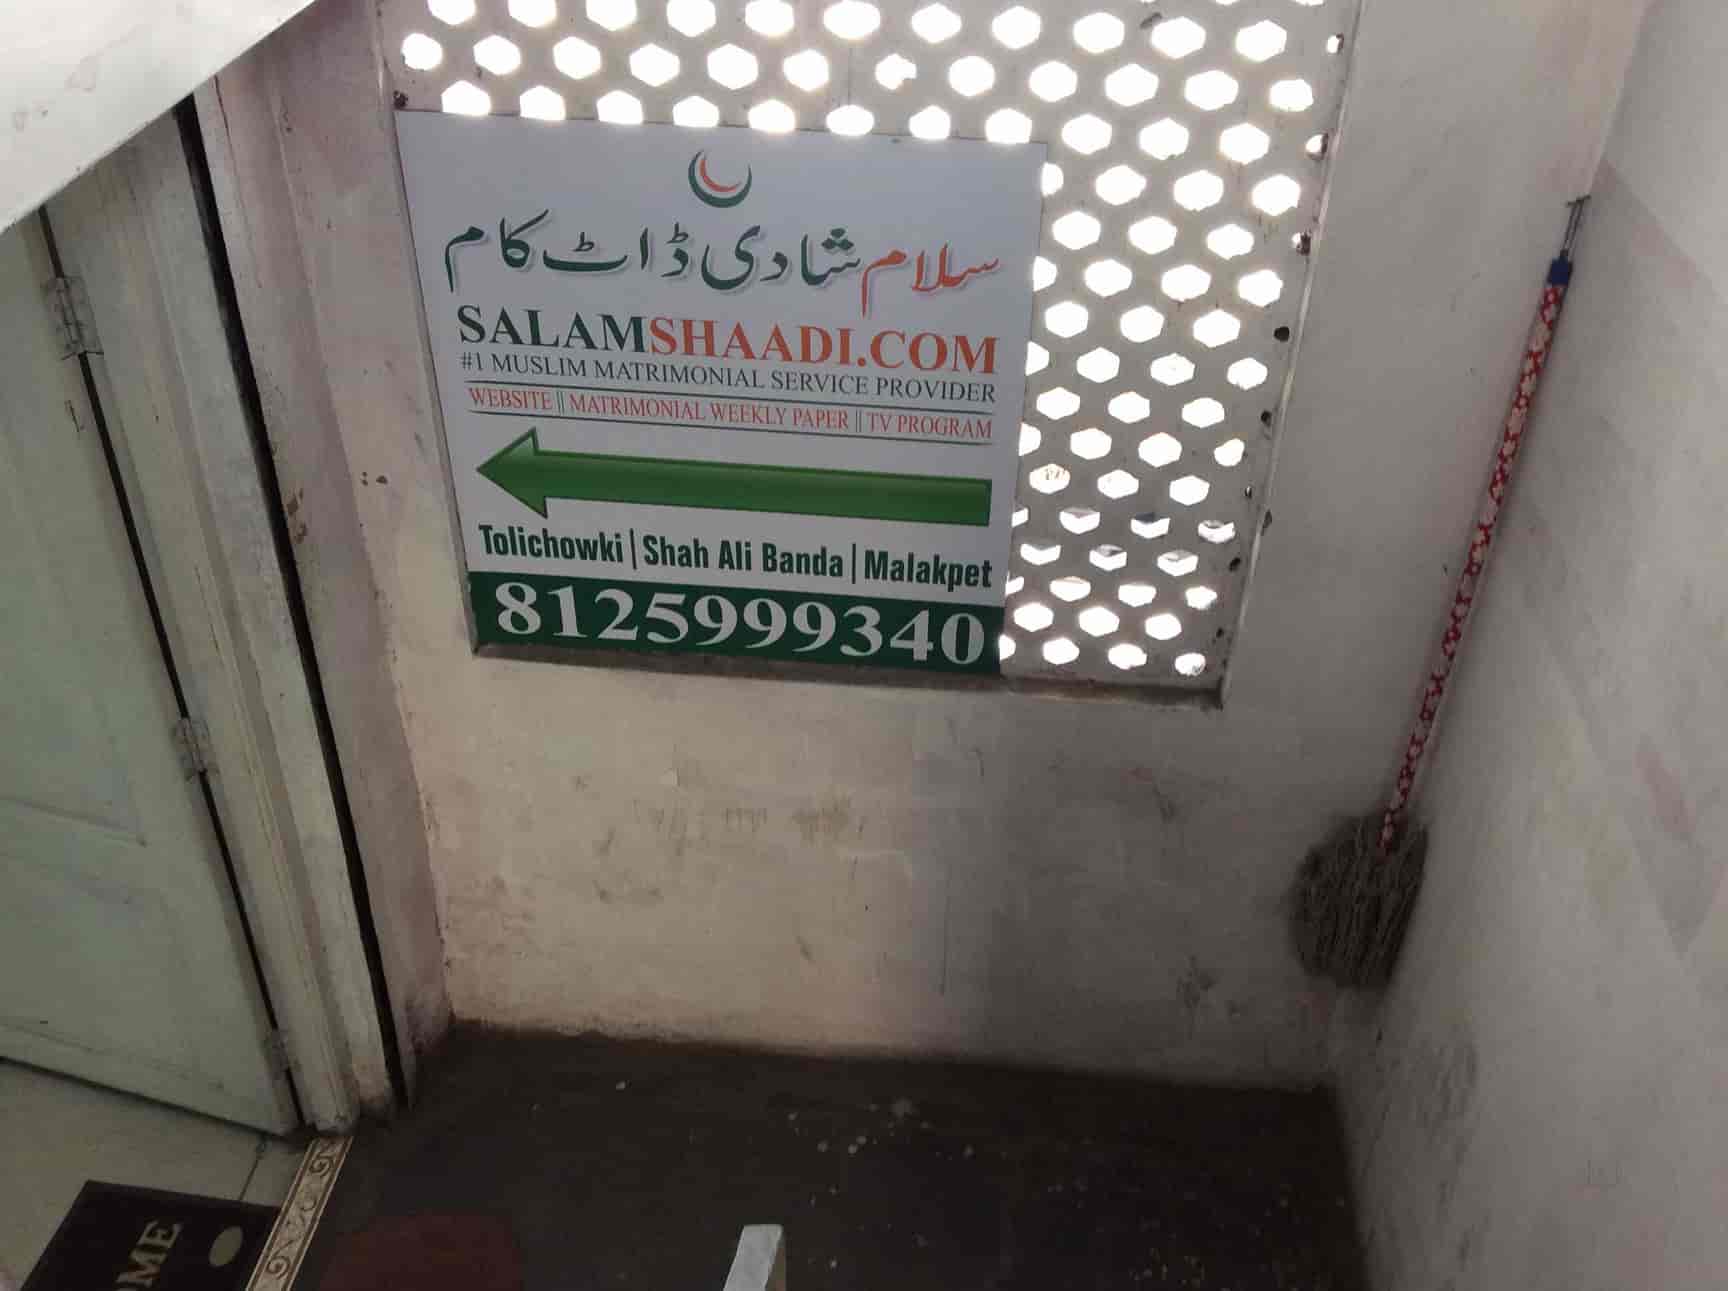 سلام شادی ڈاٹ کام
SALAMSHAADI.COM
#1 MUSLIM MATRIMONIAL SERVICE PROVIDER
WEBSITE || MATRIMONIAL WEEKLY PAPER || TV PROGRAM
Tolichowki | Shah Ali Banda | Malakpet
8125999340
OME